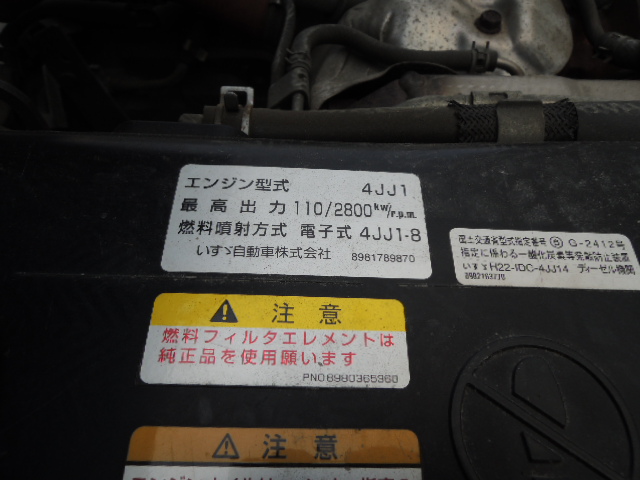 エンジン型式 4JJ1
最高出力 110/2800kw/r.p.m.
燃料噴射方式 電子式 4JJ1-8
いすゞ自動車株式会社 8981789870
国土交通省型式指定番号 G-2412号
指定に係わる一酸化炭素等発散防止装置
いすゞH22-1DC-4JJ14 ディーゼル機関
注意
燃料フィルタエレメントは
純正品を使用願います
PNO8980365360
注意